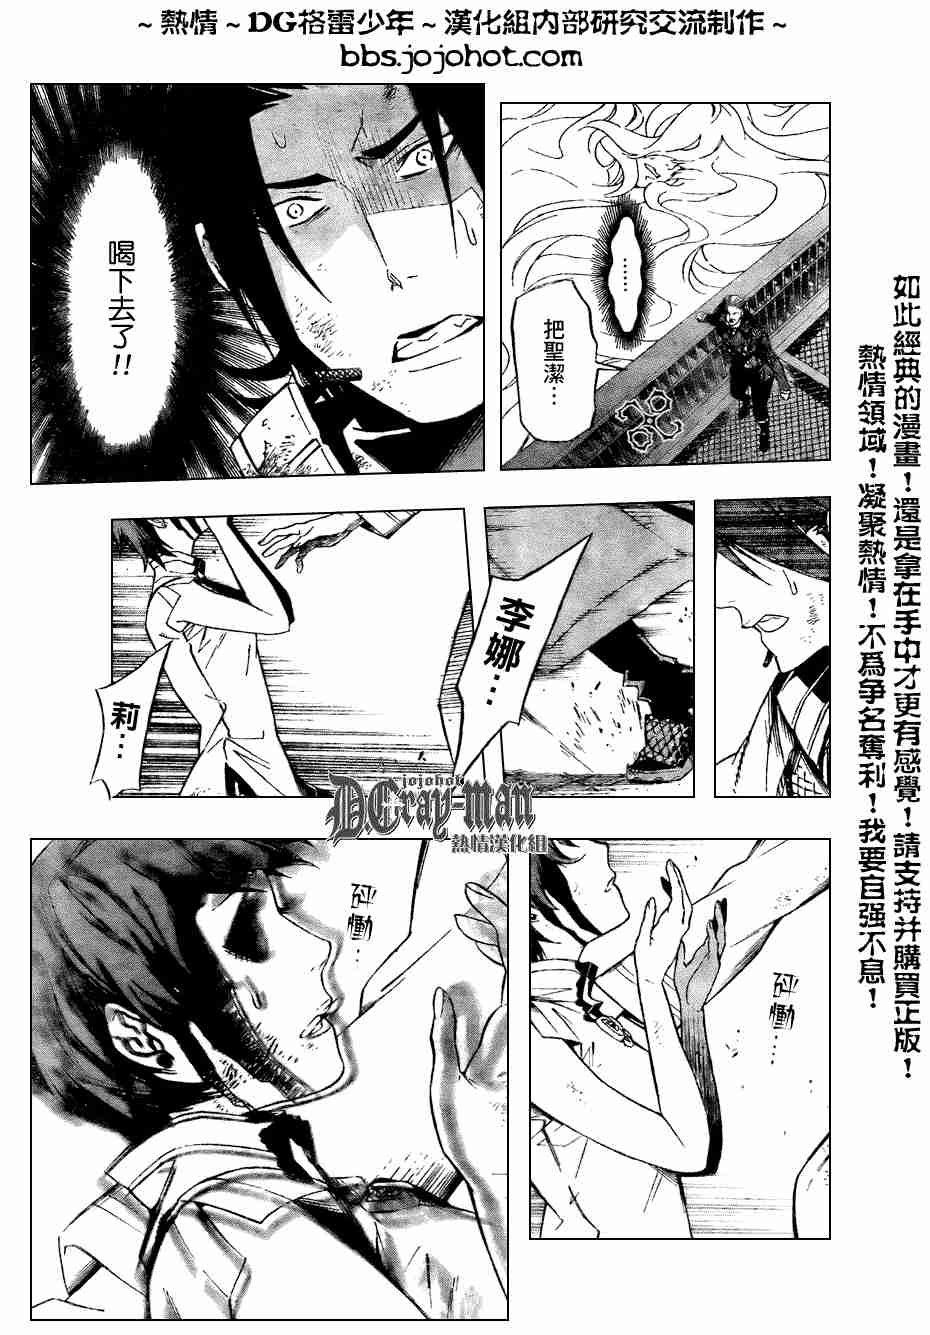 ~熱情~DG格雷少年~漢化組內部研究交流制作~
bbs.jojohot.com
如此經典的漫畫!還是拿在手中才更有感覺!請支持并購買正版!
熱情領域!凝聚熱情!不爲争名奪利!我要自强不息!
……
把聖潔…
喝下去了!!
李娜…
莉…
jojohot
D.Gray-man
熱情漢化組
砰慟…
砰慟…